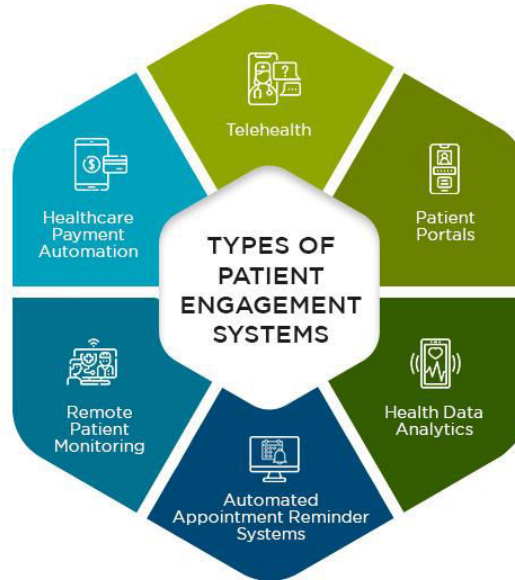 Telehealth
Patient
Portals
Health Data
Analytics
Automated
Appointment Reminder
Systems
Remote
Patient
Monitoring
Healthcare
Payment
Automation
TYPES OF
PATIENT
ENGAGEMENT
SYSTEMS